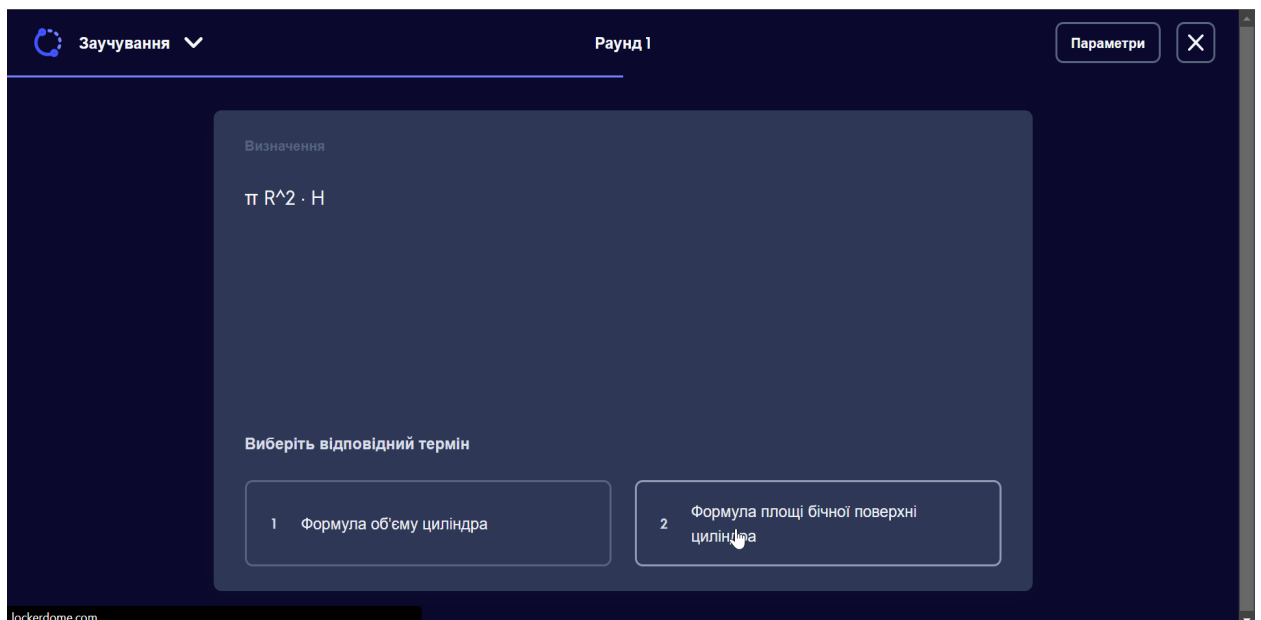 Заучування
Раунд 1
Параметри
Визначення
π R^2 · H
Виберіть відповідний термін
1 Формула об'єму циліндра
2 Формула площі бічної поверхні
циліндра
lockerdome.com